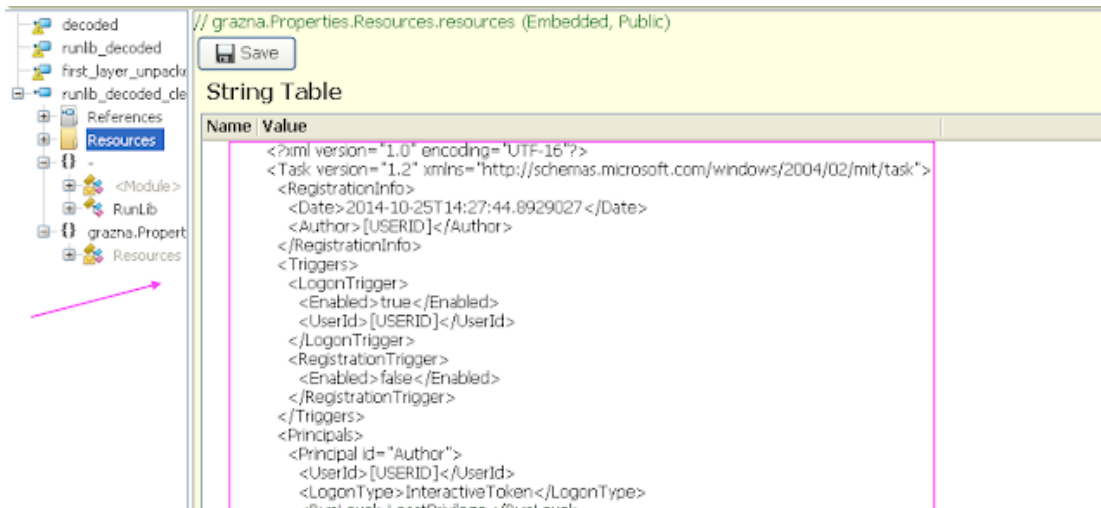 decoded
runlib_decoded
first_layer_unpack
runlib_decoded_cle
References
Resources
{} -
<Module>
RunLib
{} grazna.Propert
Resources
// grazna.Properties.Resources.resources (Embedded, Public)
Save
String Table
Name Value
<?xml version="1.0" encoding="UTF-16"?>
<Task version="1.2" xmlns="http://schemas.microsoft.com/windows/2004/02/mit/task">
<RegistrationInfo>
<Date>2014-10-25T14:27:44.8929027</Date>
<Author>[USERID]</Author>
</RegistrationInfo>
<Triggers>
<LogonTrigger>
<Enabled>true</Enabled>
<UserId>[USERID]</UserId>
</LogonTrigger>
<RegistrationTrigger>
<Enabled>false</Enabled>
</RegistrationTrigger>
</Triggers>
<Principals>
<Principal id="Author">
<UserId>[USERID]</UserId>
<LogonType>InteractiveToken</LogonType>